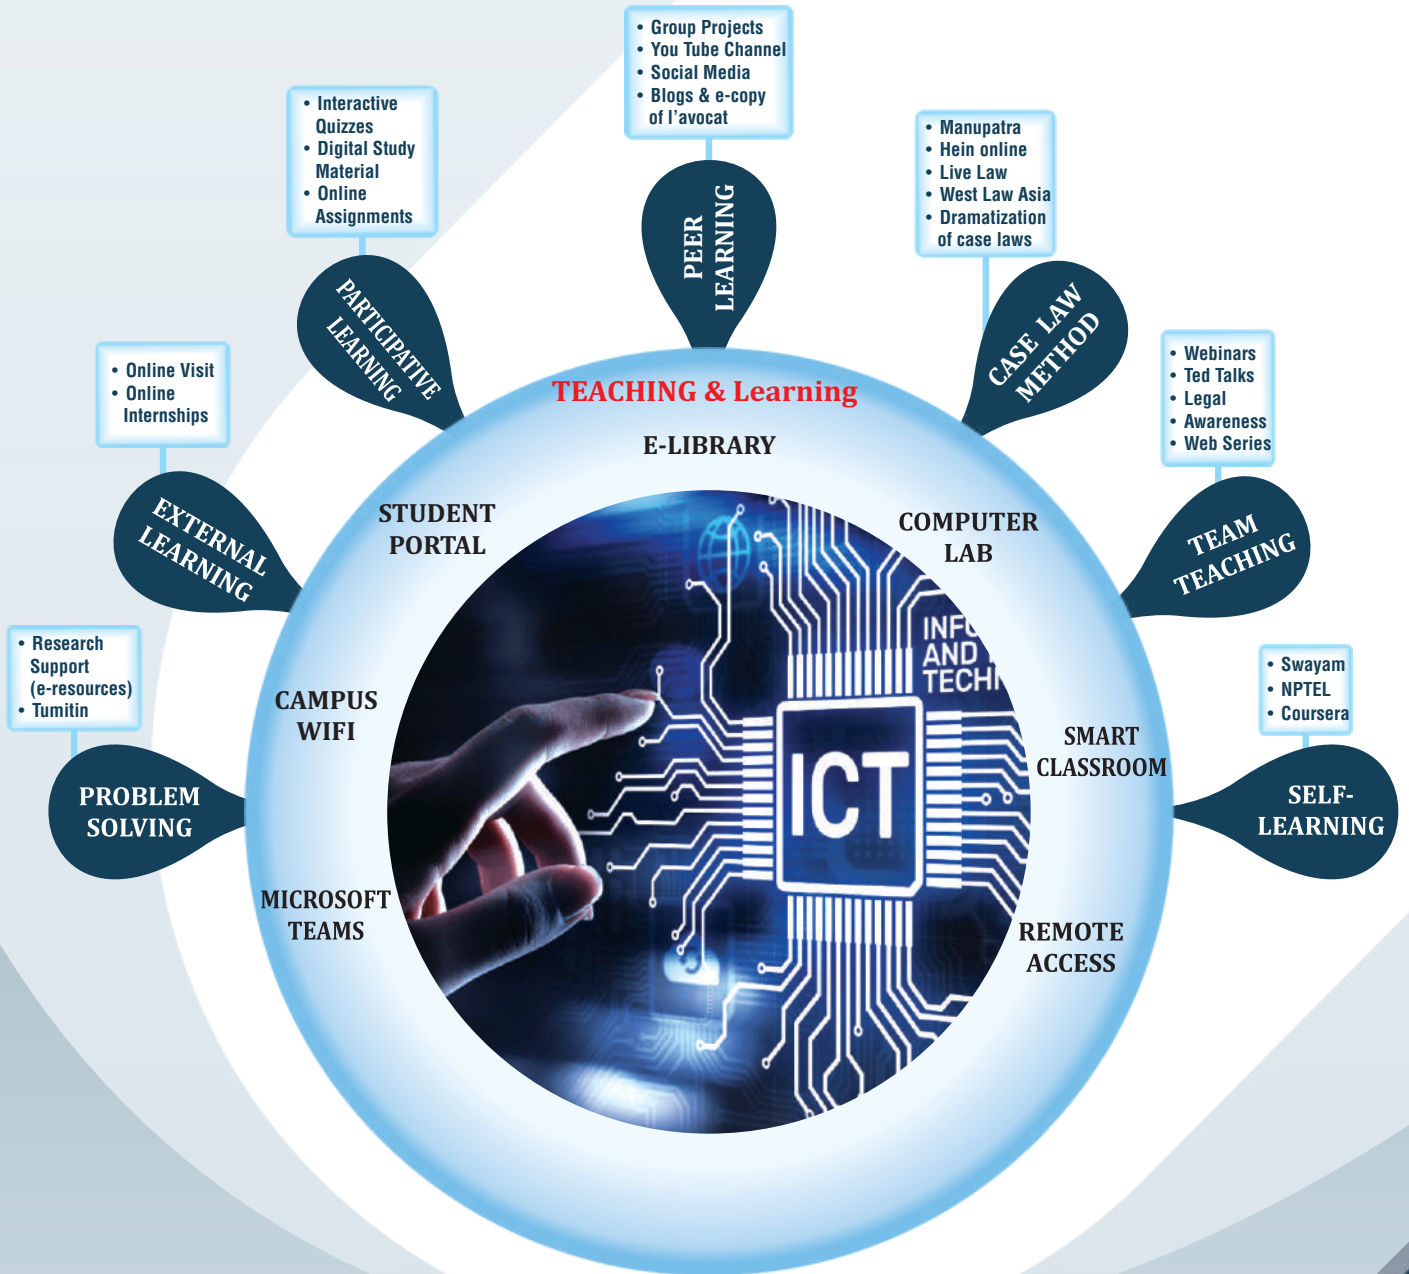 • Group Projects
• You Tube Channel
• Social Media
• Blogs & e-copy
of l'avocat
PEER
LEARNING
• Interactive
Quizzes
• Digital Study
Material
• Online
Assignments
PARTICIPATIVE
LEARNING
• Manupatra
• Hein online
• Live Law
• West Law Asia
• Dramatization
of case laws
CASE LAW
METHOD
• Online Visit
• Online
Internships
EXTERNAL
LEARNING
• Webinars
• Ted Talks
• Legal
• Awareness
• Web Series
TEAM
TEACHING
• Research
Support
(e-resources)
• Tumitin
PROBLEM
SOLVING
• Swayam
• NPTEL
• Coursera
SELF-
LEARNING
TEACHING & Learning
E-LIBRARY
STUDENT
PORTAL
COMPUTER
LAB
CAMPUS
WIFI
SMART
CLASSROOM
MICROSOFT
TEAMS
REMOTE
ACCESS
AND
ICT